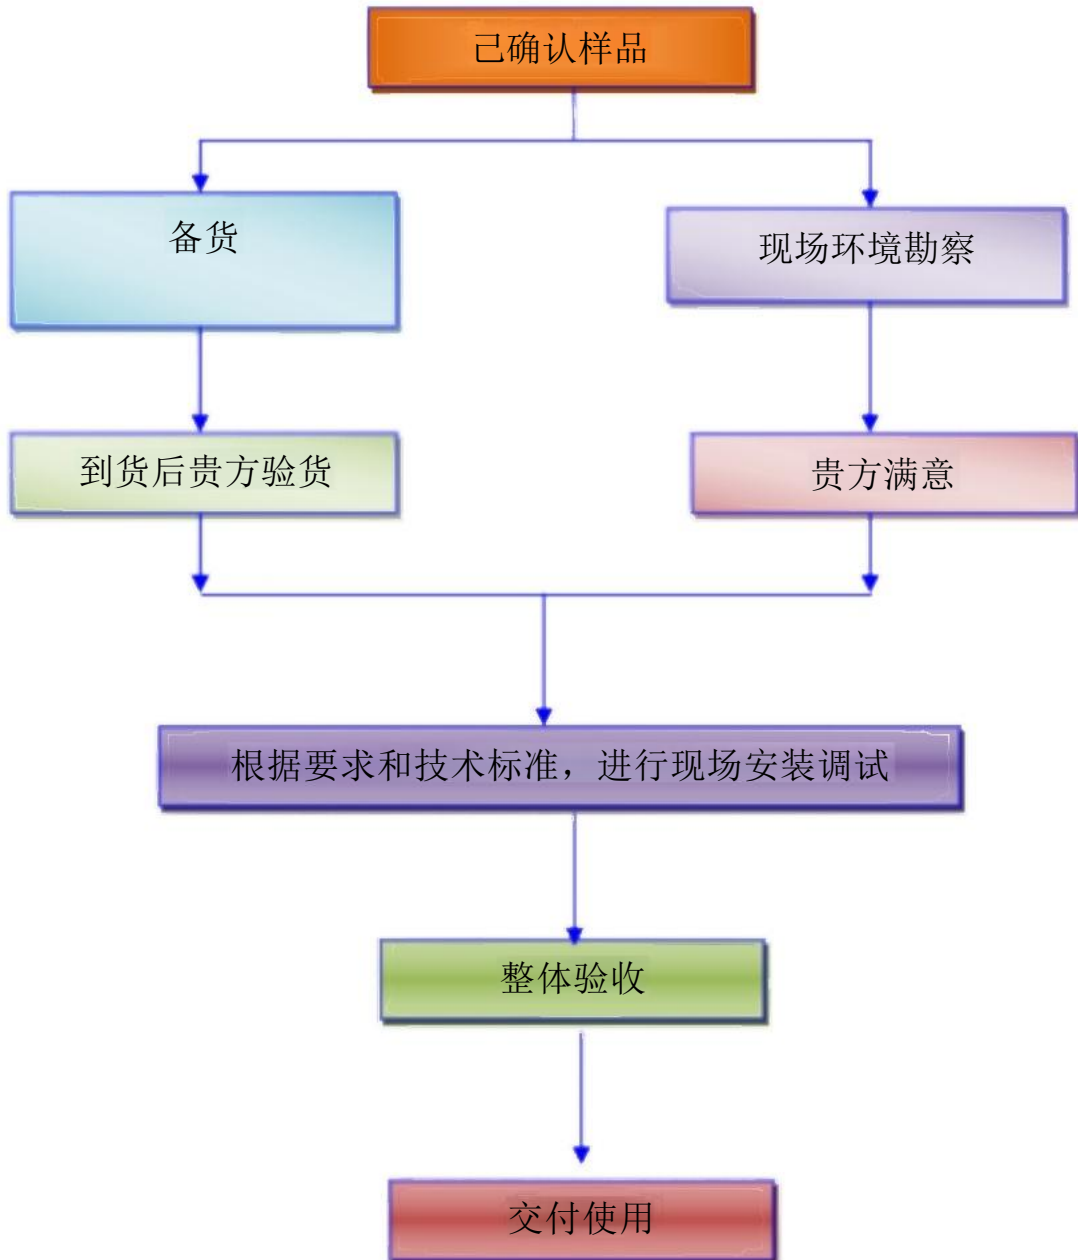 己确认样品
备货
现场环境勘察
到货后贵方验货
贵方满意
根据要求和技术标准，进行现场安装调试
整体验收
交付使用